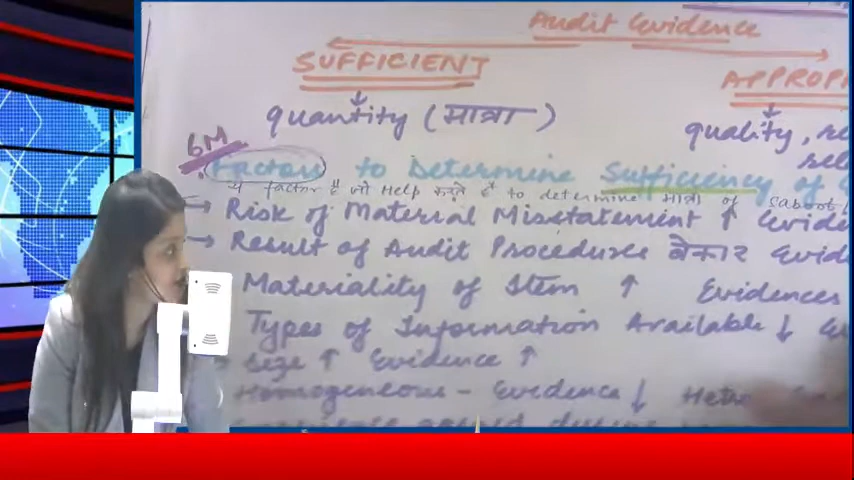 Audit Evidence
SUFFICIENT
APPROP
quantity (मात्रा)
quality, re
rel
6M
Factors to Determine Sufficiency of
ये factor है जो Help करते है to determine मात्रा of Saboot
→ Risk of Material Misstatement ↑ Evide
→ Result of Audit Procedures बेकार Evid
Materiality of Item ↑ Evidences
Types of Information Available ↓ E
Size ↑ Evidence ↑
Homogeneous - Evidence ↓ Hetr